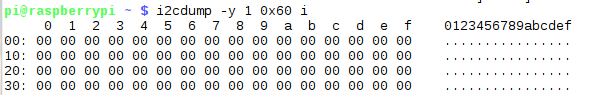 pi@raspberrypi ~ $ i2cdump -y 1 0x60 i
     0  1  2  3  4  5  6  7  8  9  a  b  c  d  e  f    0123456789abcdef
00: 00 00 00 00 00 00 00 00 00 00 00 00 00 00 00 00    ................
10: 00 00 00 00 00 00 00 00 00 00 00 00 00 00 00 00    ................
20: 00 00 00 00 00 00 00 00 00 00 00 00 00 00 00 00    ................
30: 00 00 00 00 00 00 00 00 00 00 00 00 00 00 00 00    ................